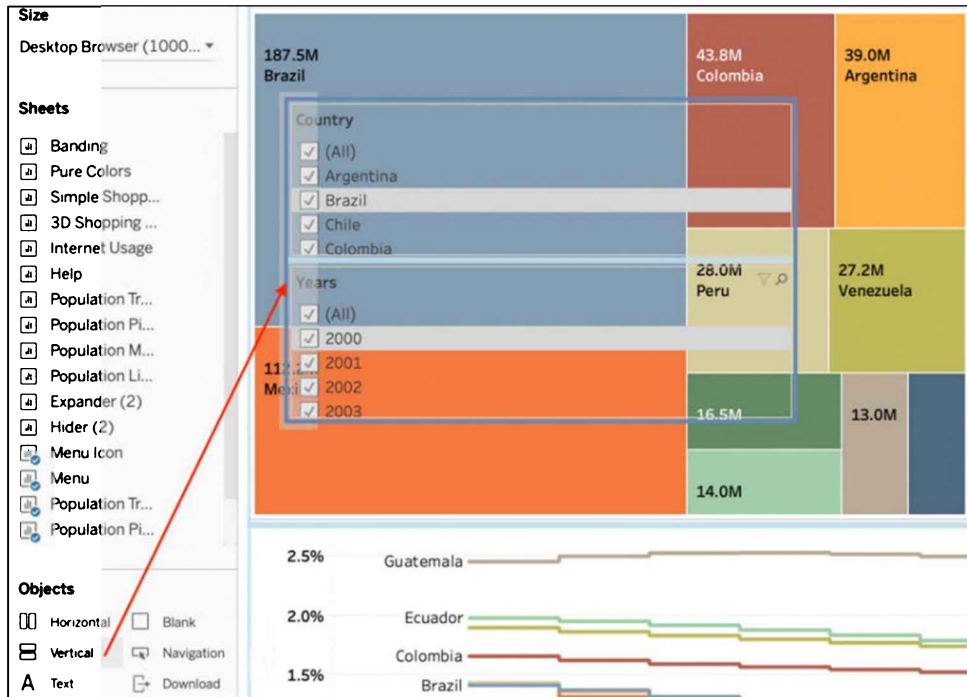 Size
Desktop Browser (1000...
Sheets
Banding
Pure Colors
Simple Shopp...
3D Shopping ...
Internet Usage
Help
Population Tr...
Population Pi...
Population M...
Population Li...
Expander (2)
Hider (2)
Menu Icon
Menu
Population Tr...
Population Pi...
Objects
Horizontal Blank
Vertical Navigation
A Text Download
187.5M
Brazil
43.8M
Colombia
39.0M
Argentina
Country
(All)
Argentina
Brazil
Chile
Colombia
Years
(All)
2000
2001
2002
2003
28.0M
Peru
27.2M
Venezuela
16.5M
13.0M
14.0M
2.5%
Guatemala
2.0%
Ecuador
Colombia
1.5%
Brazil